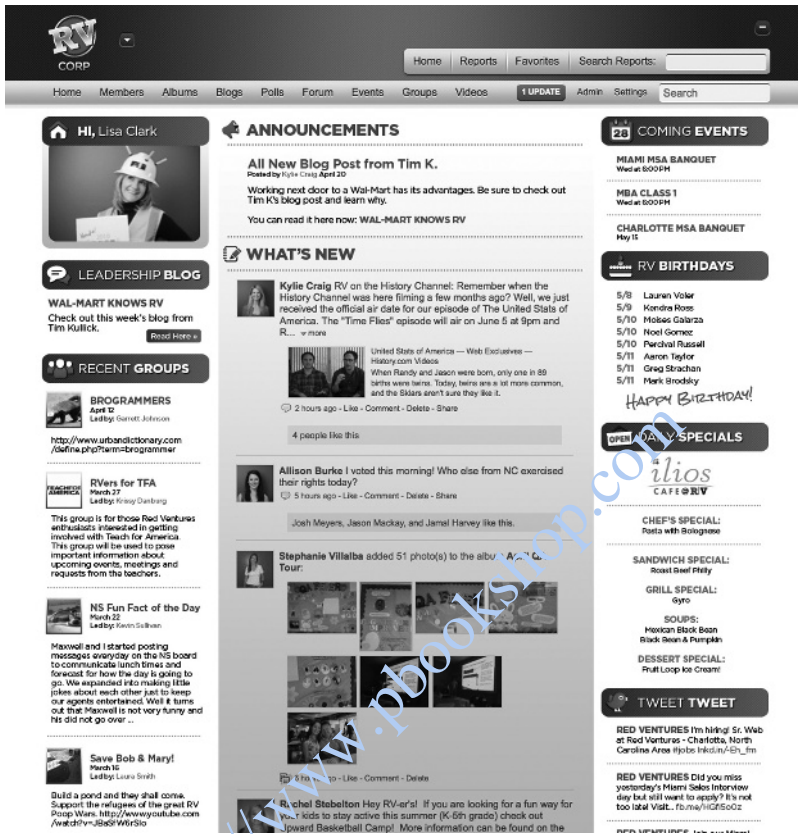 RV
CORP
Home Reports Favorites Search Reports:
Home Members Albums Blogs Polls Forum Events Groups Videos 1 UPDATE Admin Settings Search
HI, Lisa Clark
LEADERSHIP BLOG
WAL-MART KNOWS RV
Check out this week's blog from
Tim Kullick.
Read Here »
RECENT GROUPS
BROGRAMMERS
April 12
Led by: Garrett Johnson
http://www.urbandictionary.com
/define.php?term=brogrammer
TEACHFOR
AMERICA
RVers for TFA
March 27
Led by: Krissy Danbarg
This group is for those Red Ventures
enthusiasts interested in getting
involved with Teach for America.
This group will be used to pose
important information about
upcoming events, meetings and
requests from the teachers.
NS Fun Fact of the Day
March 22
Led by: Kevin Sullivan
Maxwell and I started posting
messages everyday on the NS board
to communicate lunch times and
forecast for how the day is going to
go. We expanded into making little
jokes about each other just to keep
our agents entertained. Well it turns
out that Maxwell is not very funny and
his did not go over ...
Save Bob & Mary!
March 16
Led by: Laura Smith
Build a pond and they shall come.
Support the refugees of the great RV
Poop Wars. http://www.youtube.com
/watch?v=JBaSfW6rSlo
ANNOUNCEMENTS
All New Blog Post from Tim K.
Posted by Kylie Craig April 20
Working next door to a Wal-Mart has its advantages. Be sure to check out
Tim K's blog post and learn why.
You can read it here now: WAL-MART KNOWS RV
WHAT'S NEW
Kylie Craig RV on the History Channel: Remember when the
History Channel was here filming a few months ago? Well, we just
received the official air date for our episode of The United Stats of
America. The "Time Flies" episode will air on June 5 at 9pm and
R... more
United Stats of America — Web Exclusives —
History.com Videos
When Randy and Jason were born, only one in 89
births were twins. Today, twins are a lot more common,
and the Sklars aren't sure they like it.
2 hours ago - Like - Comment - Delete - Share
4 people like this
Allison Burke I voted this morning! Who else from NC exercised
their rights today?
5 hours ago - Like - Comment - Delete - Share
Josh Meyers, Jason Mackay, and Jamal Harvey like this.
Stephanie Villalba added 51 photo(s) to the album April
Tour:
hours ago - Like - Comment - Delete
Rachel Stebelton Hey RV-er's! If you are looking for a fun way for
your kids to stay active this summer (K-5th grade) check out
Upward Basketball Camp! More information can be found on the
28
COMING EVENTS
MIAMI MSA BANQUET
Wed at 6:00PM
MBA CLASS 1
Wed at 6:00PM
CHARLOTTE MSA BANQUET
May 15
RV BIRTHDAYS
5/8 Lauren Voler
5/9 Kendra Ross
5/10 Moises Galarza
5/10 Noel Gomez
5/10 Percival Russell
5/11 Aaron Taylor
5/11 Greg Strachan
5/11 Mark Brodsky
HAPPY BIRTHDAY!
OPEN
DAILY SPECIALS
ilios
CAFE@RV
CHEF'S SPECIAL:
Pasta with Bolognese
SANDWICH SPECIAL:
Roast Beef Philly
GRILL SPECIAL:
Gyro
SOUPS:
Mexican Black Bean
Black Bean & Pumpkin
DESSERT SPECIAL:
Fruit Loop Ice Cream!
TWEET TWEET
RED VENTURES I'm hiring! Sr. Web
at Red Ventures - Charlotte, North
Carolina Area #jobs lnkd.in/-Eh_fm
RED VENTURES Did you miss
yesterday's Miami Sales Interview
day but still want to apply? It's not
too late! Visit... fb.me/HGfi5oOz
www.pbookshop.com